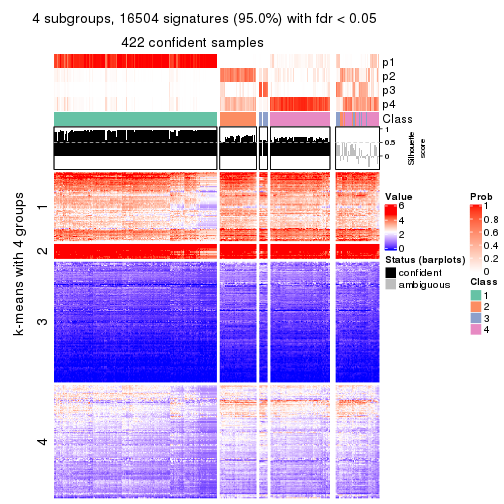 4 subgroups, 16504 signatures (95.0%) with fdr < 0.05
422 confident samples
p1
p2
p3
p4
Class
1
0.5
0
Silhouette
score
k-means with 4 groups
1
2
3
4
Value
6
4
2
0
Status (barplots)
confident
ambiguous
Prob
1
0.8
0.6
0.4
0.2
0
Class
1
2
3
4